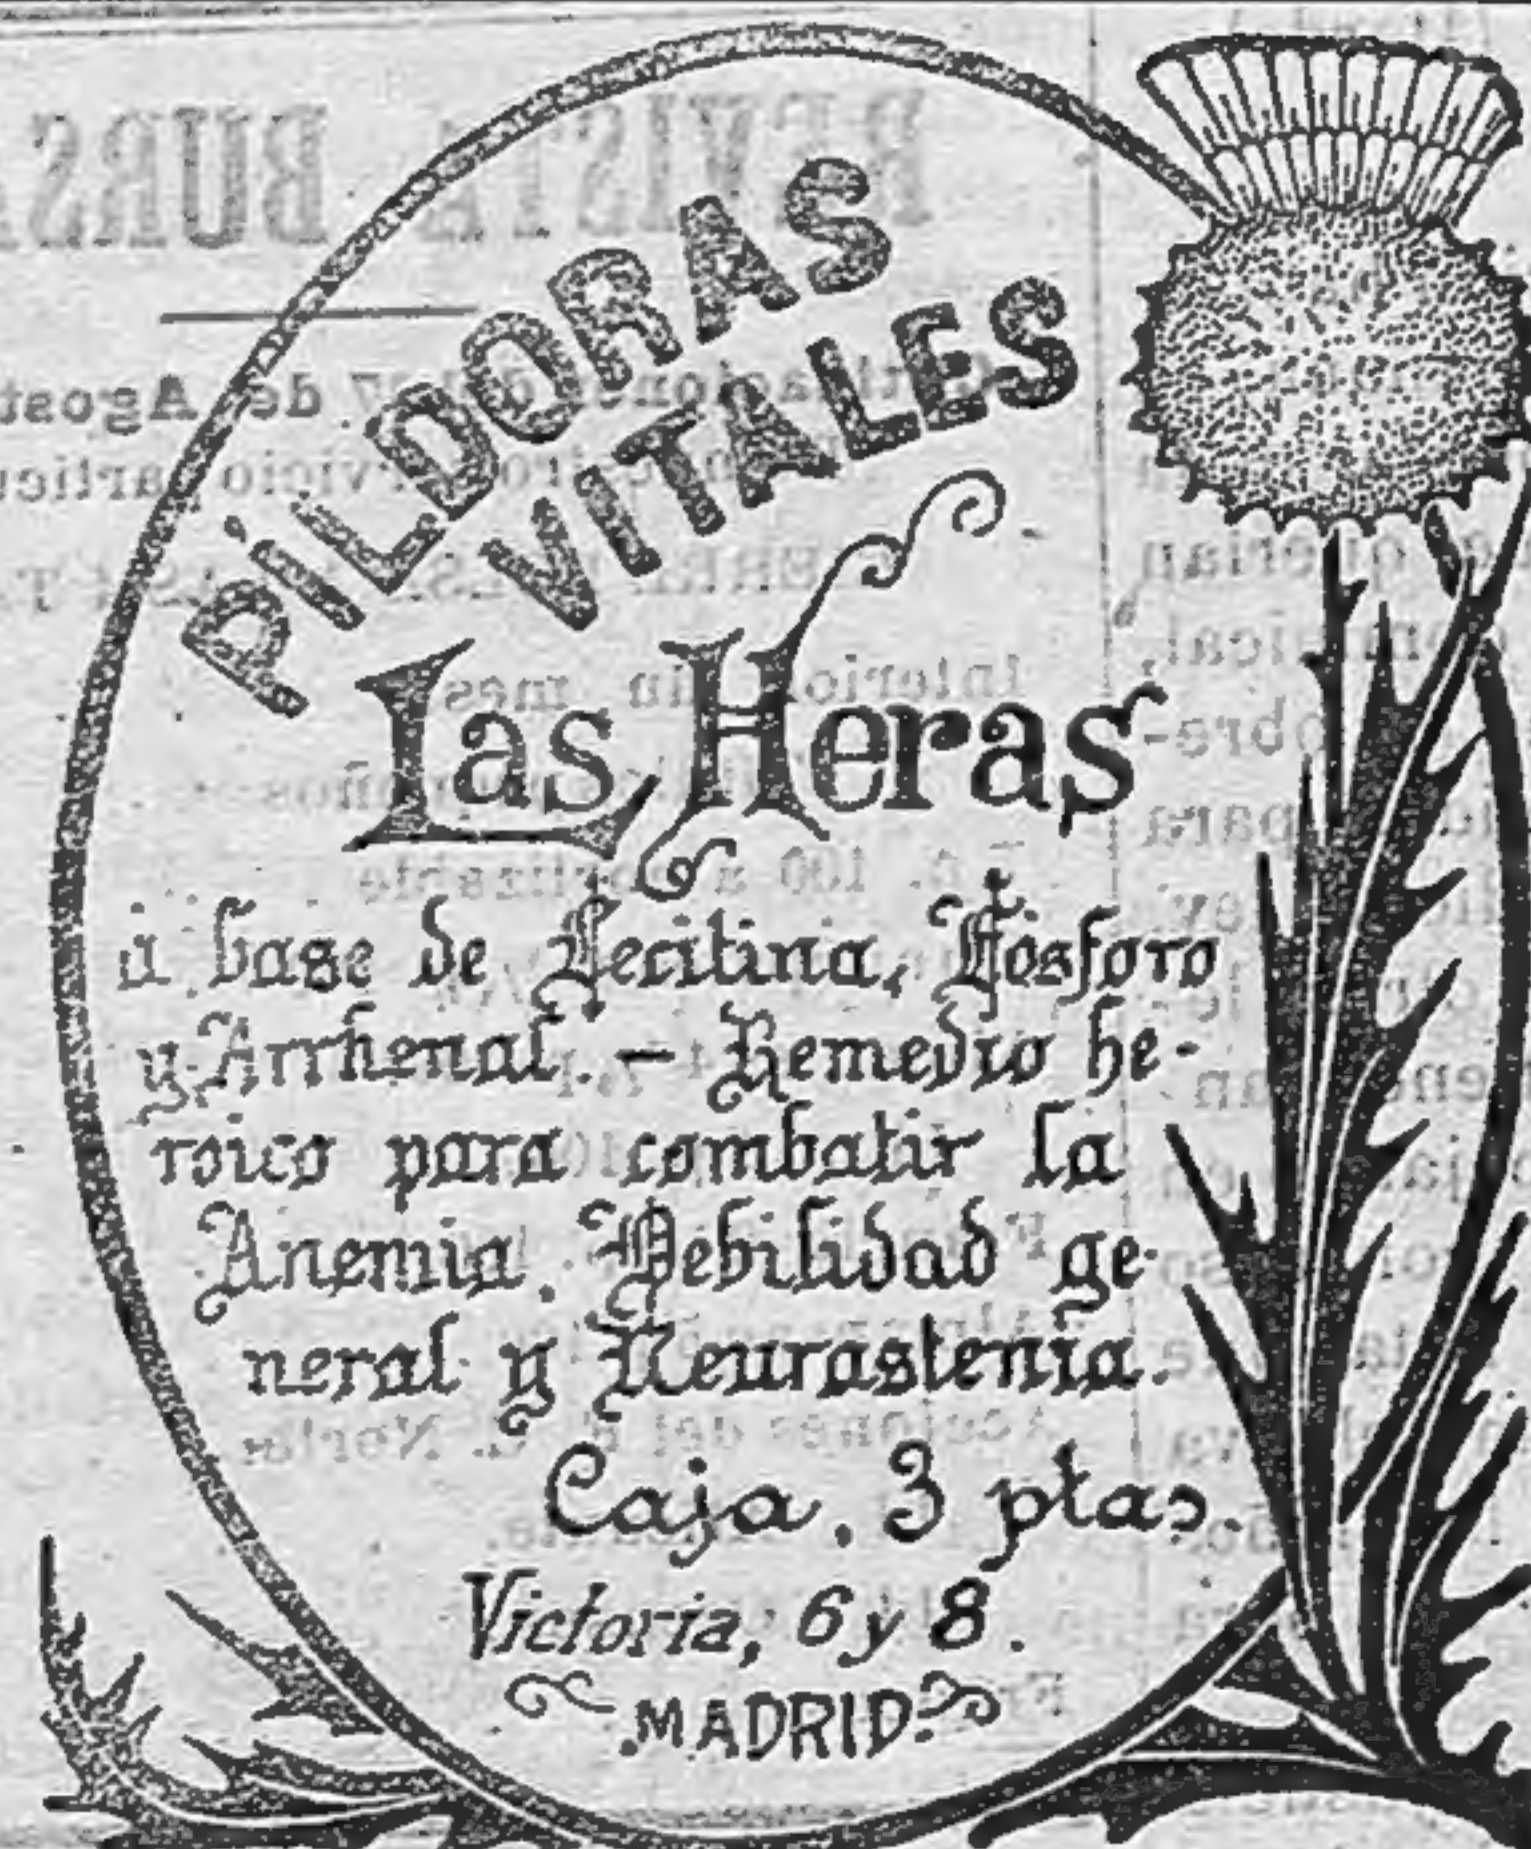 PÍLDORAS
VITALES
Las Heras
á base de Lecitina, Fósforo
y Arrhenal. — Remedio he-
roico para combatir la
Anemia. Debilidad ge-
neral y Neurastenia.
Caja. 3 ptas.
Victoria, 6 y 8.
MADRID